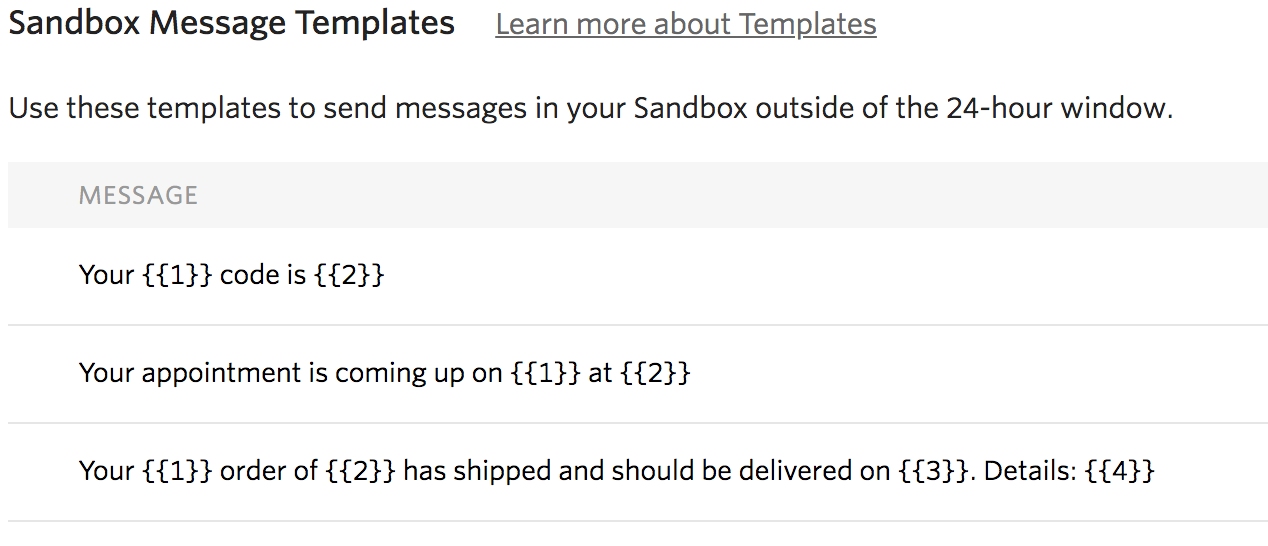 Sandbox Message Templates Learn more about Templates
Use these templates to send messages in your Sandbox outside of the 24-hour window.
MESSAGE
Your {{1}} code is {{2}}
Your appointment is coming up on {{1}} at {{2}}
Your {{1}} order of {{2}} has shipped and should be delivered on {{3}}. Details: {{4}}